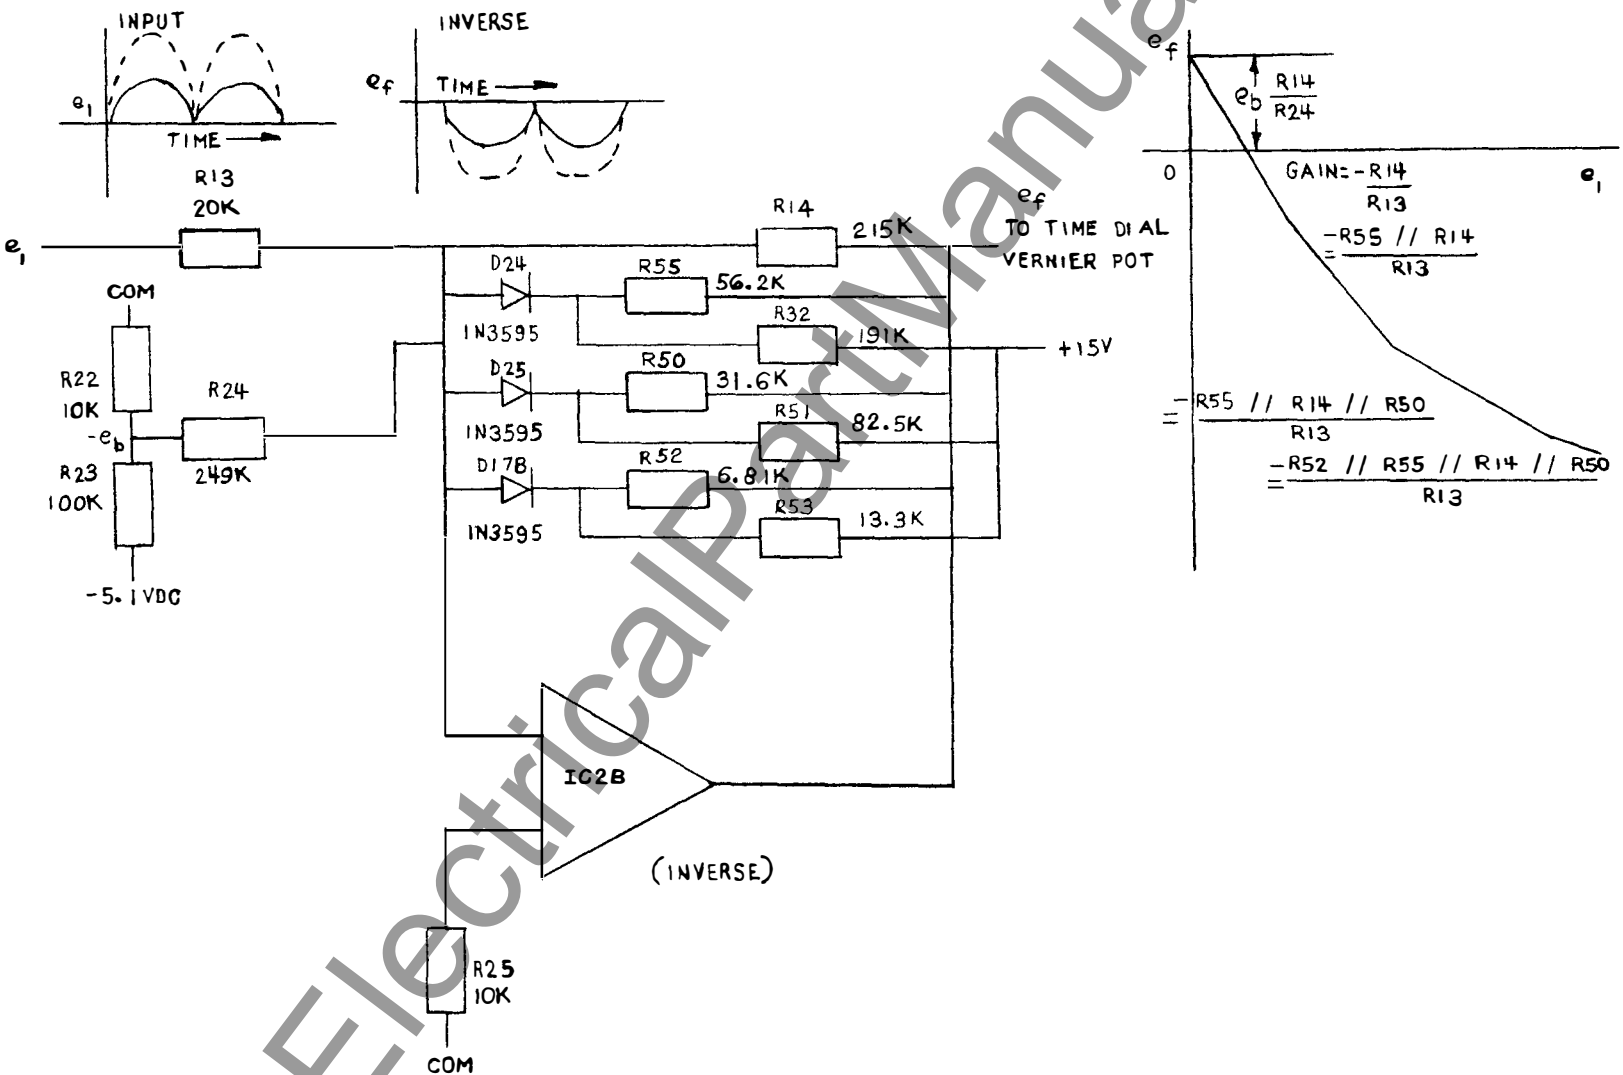 INPUT
e1
TIME
INVERSE
ef
TIME
R13
20K
e1
COM
R22
10K
-eb
R23
100K
-5.1VDC
R24
249K
R14
215K
ef
TO TIME DIAL
VERNIER POT
D24
1N3595
R55
56.2K
R32
191K
+15V
D25
1N3595
R50
31.6K
R51
82.5K
D17B
1N3595
R52
6.81K
R53
13.3K
IC2B
(INVERSE)
R25
10K
COM
ef
eb R14
R24
0
e1
GAIN=-R14
R13
=-R55 // R14
R13
=-R55 // R14 // R50
R13
=-R52 // R55 // R14 // R50
R13
ElectricalPartManua